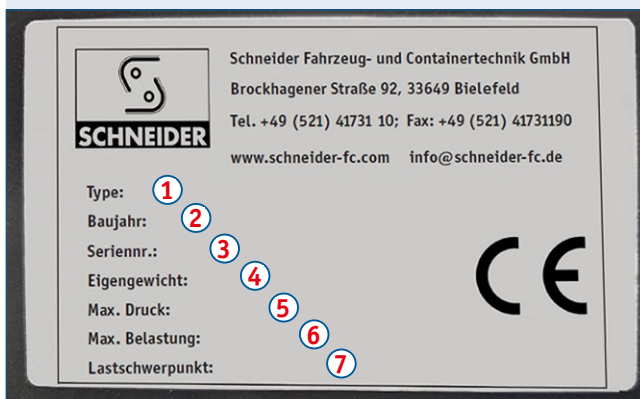 SCHNEIDER
Schneider Fahrzeug- und Containertechnik GmbH
Brockhagener Straße 92, 33649 Bielefeld
Tel. +49 (521) 41731 10; Fax: +49 (521) 41731190
www.schneider-fc.com info@schneider-fc.de
Type: 1
Baujahr: 2
Seriennr.: 3
Eigengewicht: 4
Max. Druck: 5
Max. Belastung: 6
Lastschwerpunkt: 7
CE